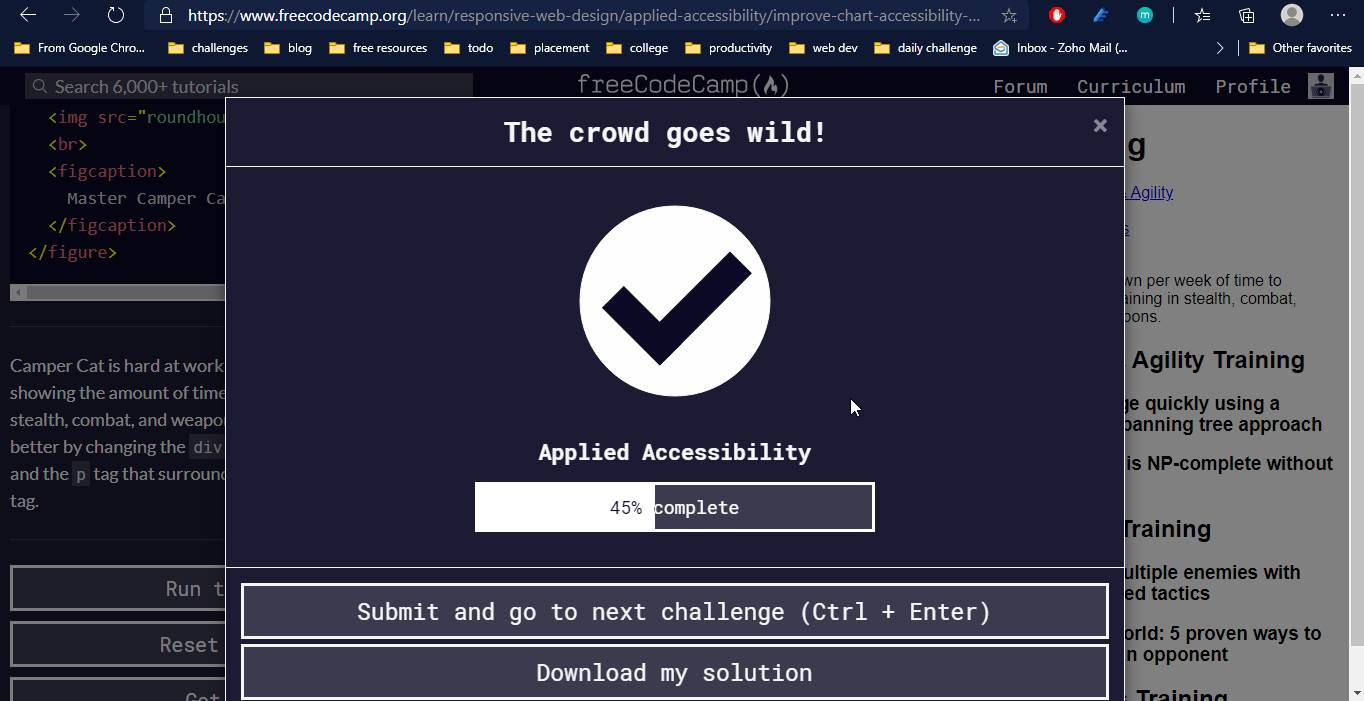 https://www.freecodecamp.org/learn/responsive-web-design/applied-accessibility/improve-chart-accessibility-...
From Google Chro...
challenges
blog
free resources
todo
placement
college
productivity
web dev
daily challenge
Inbox - Zoho Mail (...
Other favorites
Search 6,000+ tutorials
freeCodeCamp
Forum
Curriculum
Profile
<img src="roundhou
<br>
<figcaption>
Master Camper Ca
</figcaption>
</figure>
Camper Cat is hard at work
showing the amount of time
stealth, combat, and weapo
better by changing the div
and the p tag that surround
tag.
Run t
Reset
Get
The crowd goes wild!
×
Applied Accessibility
45% complete
Submit and go to next challenge (Ctrl + Enter)
Download my solution
g
Agility
s
wn per week of time to
aining in stealth, combat,
pons.
Agility Training
ge quickly using a
panning tree approach
is NP-complete without
Training
ultiple enemies with
ed tactics
orld: 5 proven ways to
n opponent
Training